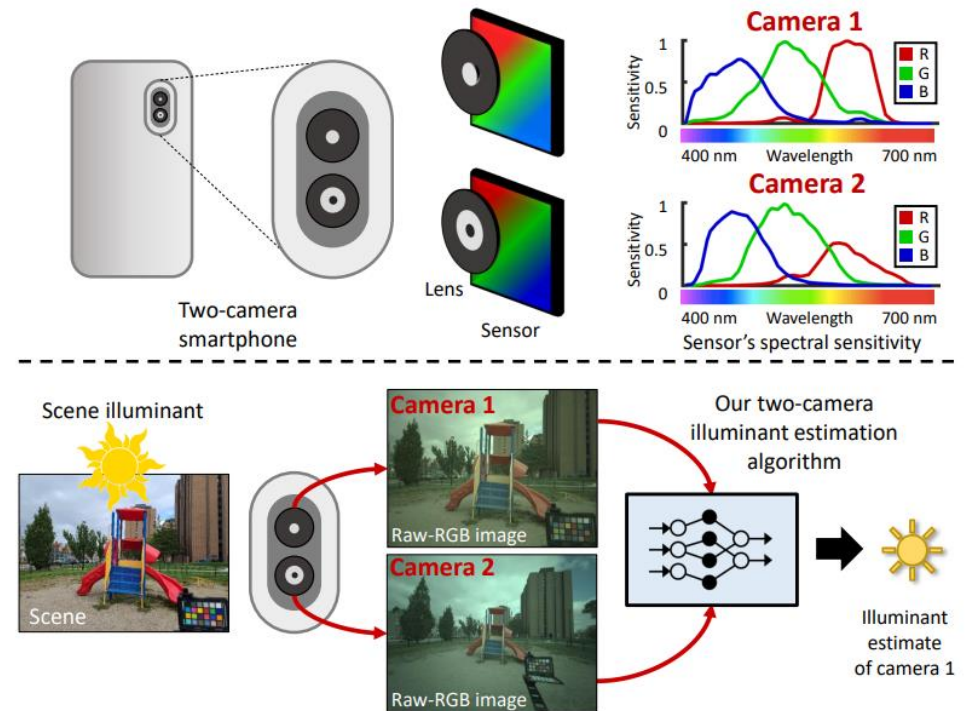 Two-camera
smartphone
Lens
Sensor
Camera 1
Sensitivity
1
0.5
0
R
G
B
400 nm
Wavelength
700 nm
Camera 2
Sensitivity
1
0.5
0
R
G
B
400 nm
Wavelength
700 nm
Sensor's spectral sensitivity
Scene illuminant
Scene
Camera 1
Raw-RGB image
Camera 2
Raw-RGB image
Our two-camera
illuminant estimation
algorithm
Illuminant
estimate
of camera 1